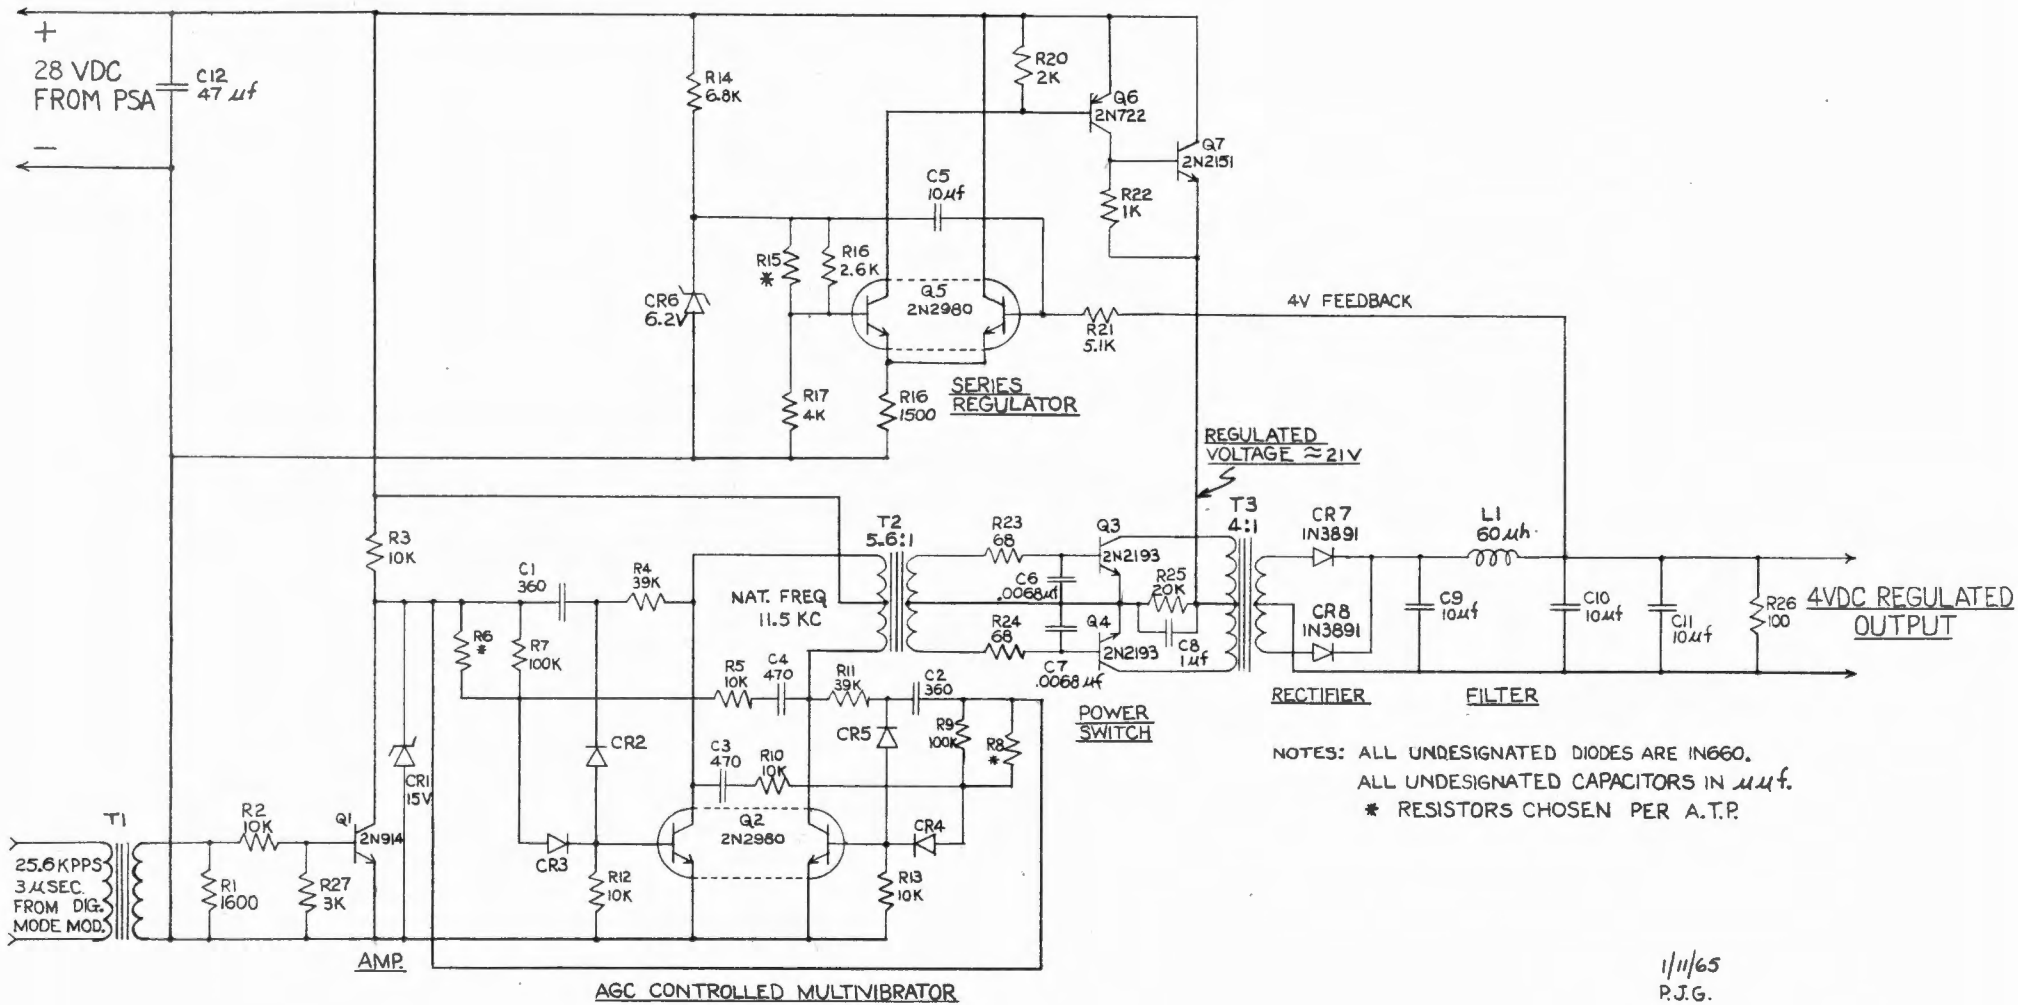 +
28 VDC
FROM PSA
−
C12
47 µf
R14
6.8K
R20
2K
Q6
2N722
Q7
2N2151
R22
1K
C5
10µf
R15
*
R16
2.6K
CR6
6.2V
Q5
2N2980
R21
5.1K
4V FEEDBACK
R17
4K
R16
1500
SERIES
REGULATOR
REGULATED
VOLTAGE ≈ 21V
R3
10K
C1
360
R4
39K
T2
5.6:1
R23
68
Q3
2N2193
T3
4:1
CR7
1N3891
L1
60µh
NAT. FREQ
11.5 KC
C6
.0068µf
R25
20K
R6
*
R7
100K
R24
68
Q4
2N2193
C8
1µf
CR8
1N3891
C9
10µf
C10
10µf
C11
10µf
R26
100
4VDC REGULATED
OUTPUT
R5
10K
C4
470
R11
39K
C2
360
C7
.0068µf
POWER
SWITCH
RECTIFIER
FILTER
CR1
15V
CR2
C3
470
R10
10K
CR5
R9
100K
R8
*
NOTES: ALL UNDESIGNATED DIODES ARE IN660.
ALL UNDESIGNATED CAPACITORS IN µµf.
* RESISTORS CHOSEN PER A.T.P.
T1
R2
10K
Q1
2N914
Q2
2N2980
CR3
CR4
25.6KPPS
3µSEC.
FROM DIG.
MODE MOD.
R1
1600
R27
3K
R12
10K
R13
10K
AMP.
AGC CONTROLLED MULTIVIBRATOR
1/11/65
P.J.G.